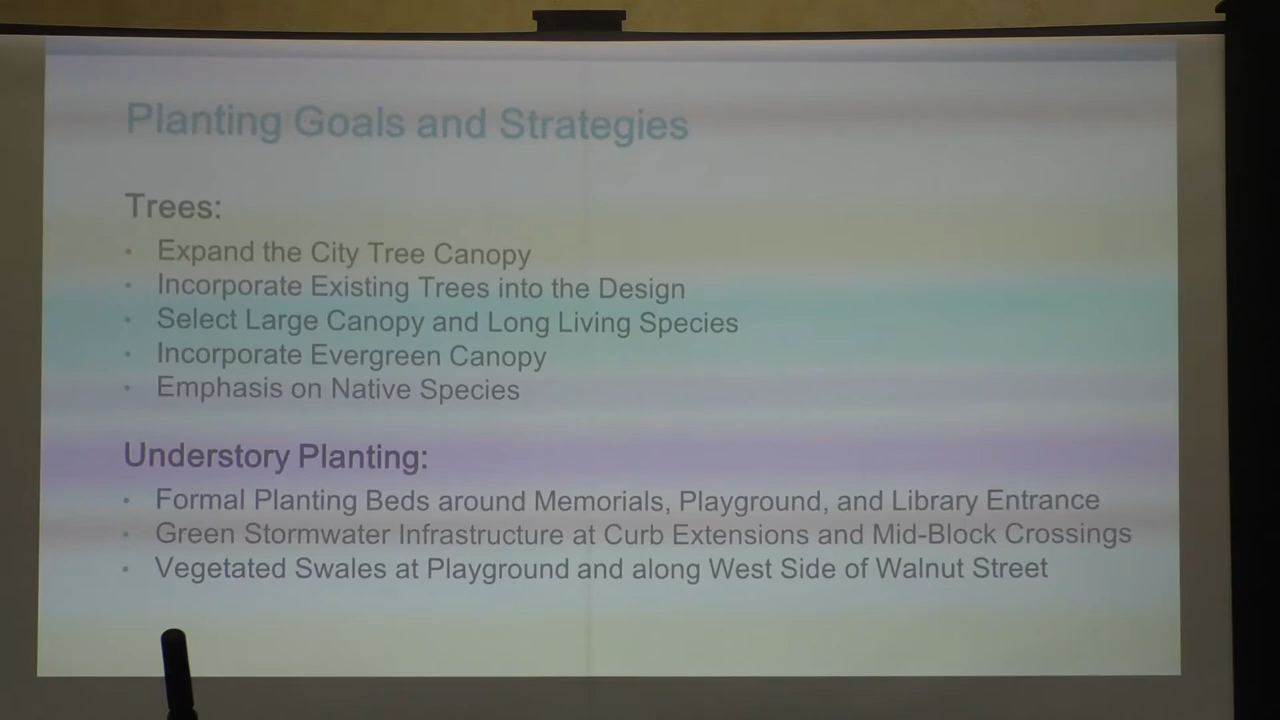 Planting Goals and Strategies
Trees:
• Expand the City Tree Canopy
• Incorporate Existing Trees into the Design
• Select Large Canopy and Long Living Species
• Incorporate Evergreen Canopy
• Emphasis on Native Species
Understory Planting:
• Formal Planting Beds around Memorials, Playground, and Library Entrance
• Green Stormwater Infrastructure at Curb Extensions and Mid-Block Crossings
• Vegetated Swales at Playground and along West Side of Walnut Street